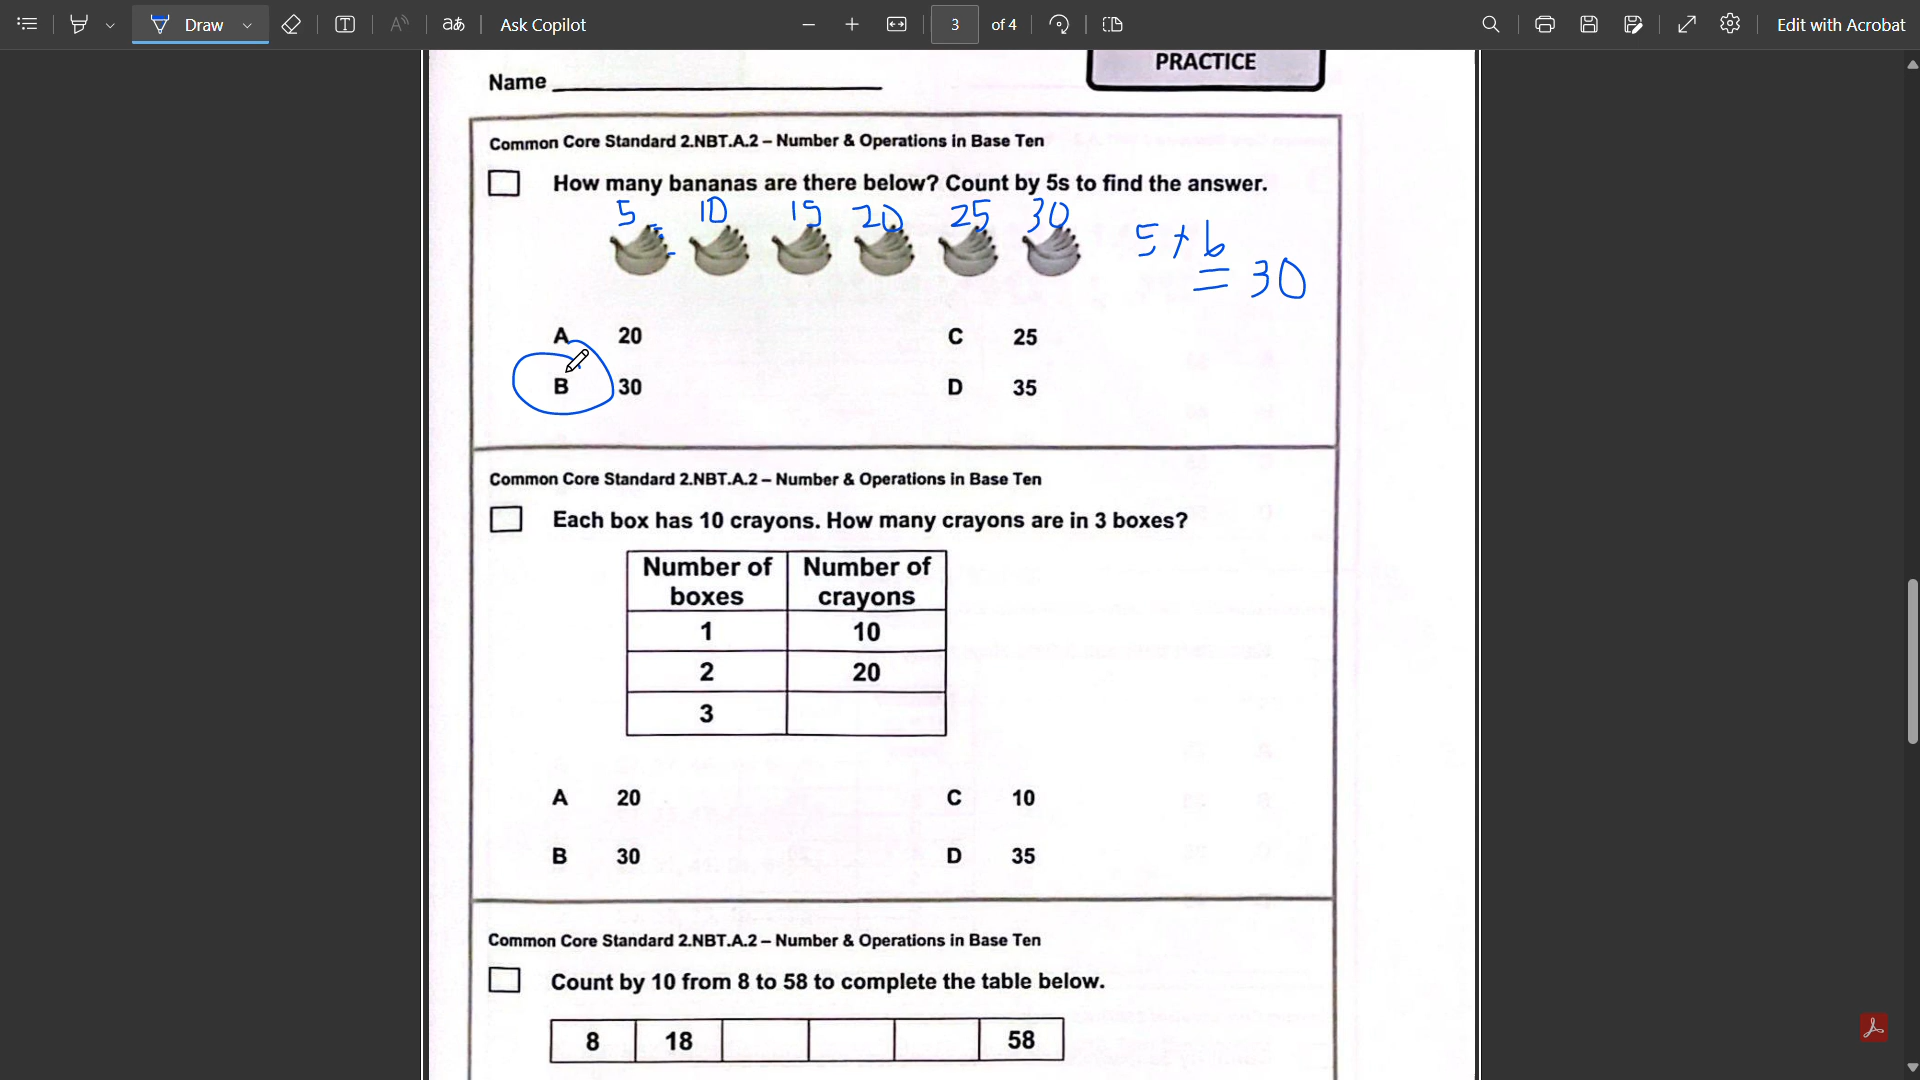 Draw
Ask Copilot
3 of 4
Edit with Acrobat
Name
PRACTICE
Common Core Standard 2.NBT.A.2 – Number & Operations in Base Ten
How many bananas are there below? Count by 5s to find the answer.
5 10 15 20 25 30
5 × 6
= 30
A 20 C 25
B 30 D 35
Common Core Standard 2.NBT.A.2 – Number & Operations in Base Ten
Each box has 10 crayons. How many crayons are in 3 boxes?
Number of boxes Number of crayons
1 10
2 20
3
A 20 C 10
B 30 D 35
Common Core Standard 2.NBT.A.2 – Number & Operations in Base Ten
Count by 10 from 8 to 58 to complete the table below.
8 18 58